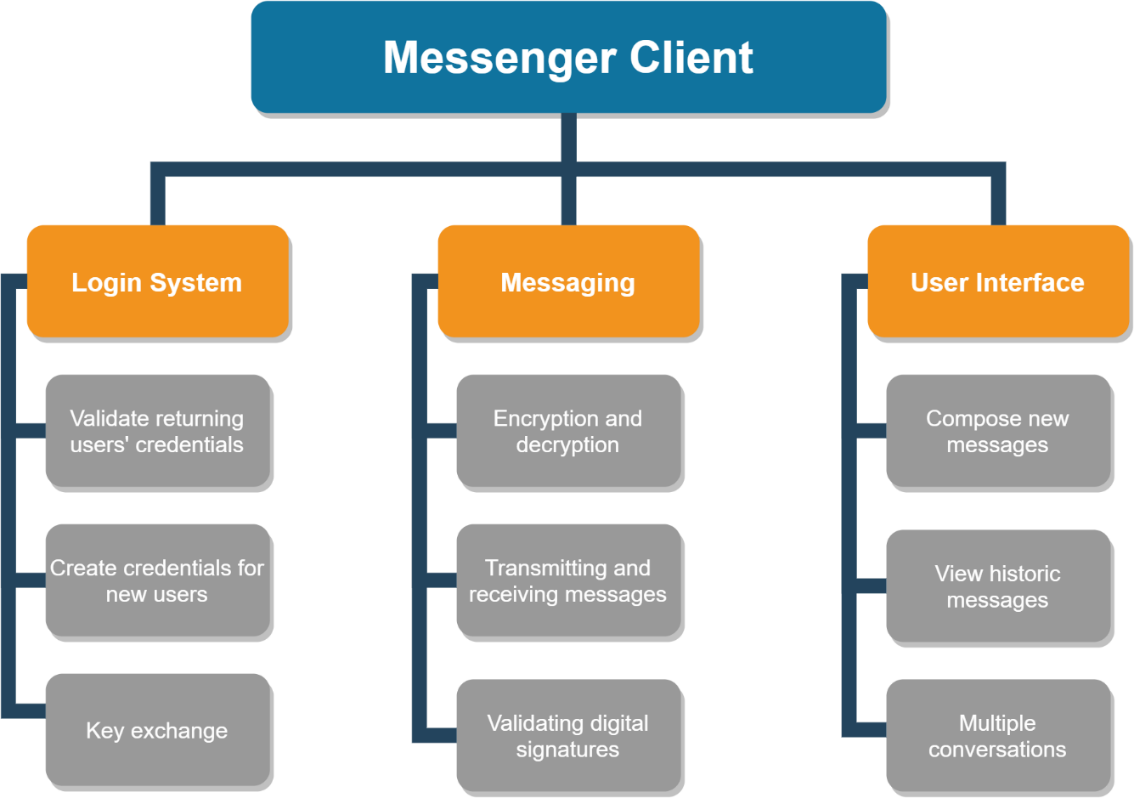 Messenger Client
Login System
Messaging
User Interface
Validate returning
users' credentials
Encryption and
decryption
Compose new
messages
Create credentials for
new users
Transmitting and
receiving messages
View historic
messages
Key exchange
Validating digital
signatures
Multiple
conversations